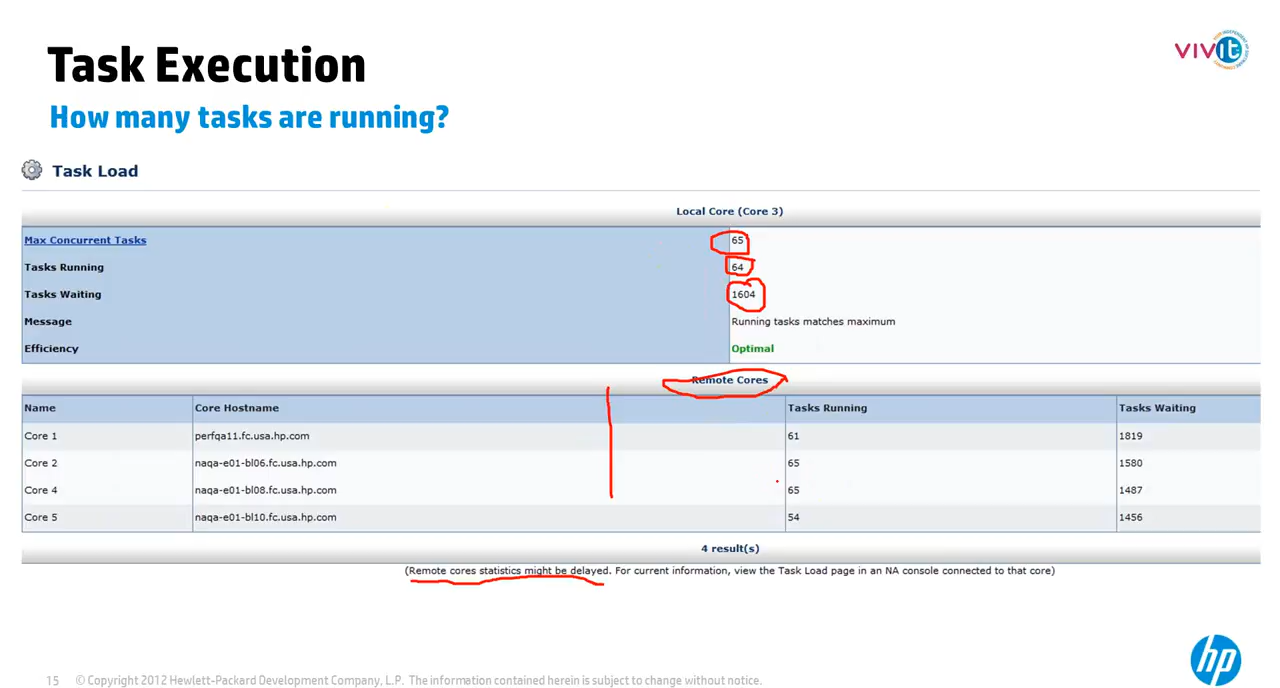 Task Execution
VIVit
How many tasks are running?
Task Load
Local Core (Core 3)
Max Concurrent Tasks 65
Tasks Running 64
Tasks Waiting 1604
Message Running tasks matches maximum
Efficiency Optimal
Remote Cores
Name Core Hostname Tasks Running Tasks Waiting
Core 1 perfqa11.fc.usa.hp.com 61 1819
Core 2 naqa-e01-bl06.fc.usa.hp.com 65 1580
Core 4 naqa-e01-bl08.fc.usa.hp.com 65 1487
Core 5 naqa-e01-bl10.fc.usa.hp.com 54 1456
4 result(s)
(Remote cores statistics might be delayed. For current information, view the Task Load page in an NA console connected to that core)
hp
15 © Copyright 2012 Hewlett-Packard Development Company, L.P. The information contained herein is subject to change without notice.